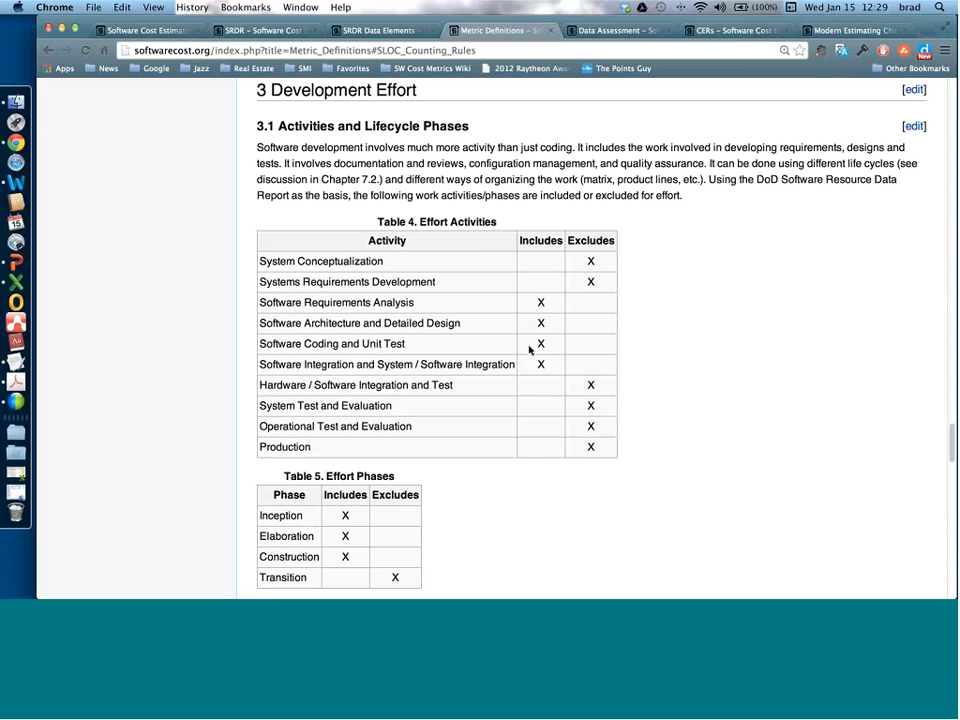 Chrome File Edit View History Bookmarks Window Help (100%) Wed Jan 15 12:29 brad
Software Cost Estimat SRDR – Software Cost SRDR Data Elements - Metric Definitions – Data Assessment – So CERs – Software Cost E Modern Estimating Ch
softwarecost.org/index.php?title=Metric_Definitions#SLOC_Counting_Rules
Apps News Google Jazz Real Estate SMI Favorites SW Cost Metrics Wiki 2012 Raytheon Awa The Points Guy Other Bookmarks
3 Development Effort [edit]
3.1 Activities and Lifecycle Phases [edit]
Software development involves much more activity than just coding. It includes the work involved in developing requirements, designs and
tests. It involves documentation and reviews, configuration management, and quality assurance. It can be done using different life cycles (see
discussion in Chapter 7.2.) and different ways of organizing the work (matrix, product lines, etc.). Using the DoD Software Resource Data
Report as the basis, the following work activities/phases are included or excluded for effort.
Table 4. Effort Activities
Activity Includes Excludes
System Conceptualization X
Systems Requirements Development X
Software Requirements Analysis X
Software Architecture and Detailed Design X
Software Coding and Unit Test X
Software Integration and System / Software Integration X
Hardware / Software Integration and Test X
System Test and Evaluation X
Operational Test and Evaluation X
Production X
Table 5. Effort Phases
Phase Includes Excludes
Inception X
Elaboration X
Construction X
Transition X